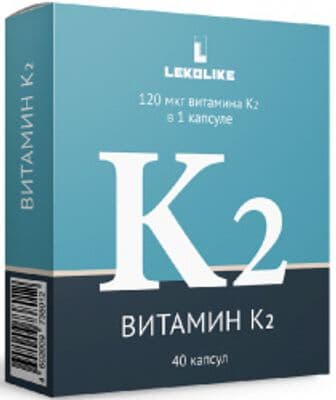 LEKOLIKE
120 мкг витамина K2
в 1 капсуле
K2
ВИТАМИН K2
40 капсул
ВИТАМИН K2